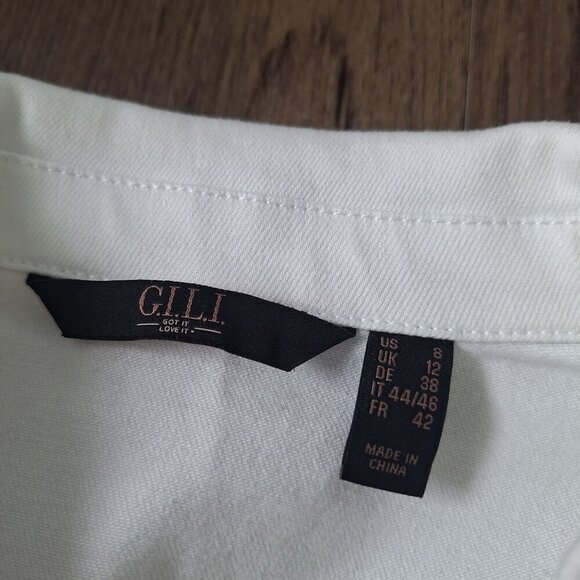 G.I.L.I.
GOT IT
LOVE IT
US 8
UK 12
DE 38
IT 44/46
FR 42
MADE IN
CHINA